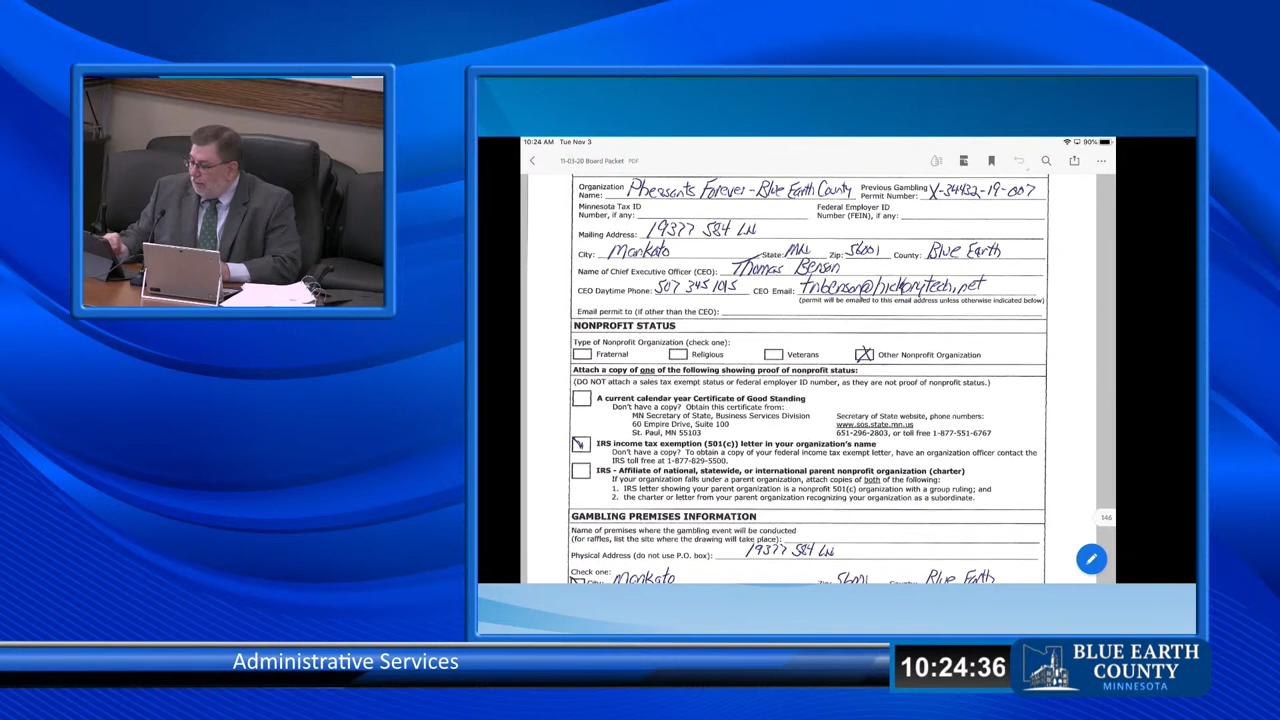 10:24 AM Tue Nov 3
90%
11-03-20 Board Packet PDF
Organization Name: Pheasants Forever - Blue Earth County Previous Gambling Permit Number: X-34432-19-007
Minnesota Tax ID Number, if any: Federal Employer ID Number (FEIN), if any:
Mailing Address: 19377 584 LN
City: Mankato State: MN Zip: 56001 County: Blue Earth
Name of Chief Executive Officer (CEO): Thomas Benson
CEO Daytime Phone: 507 345 1015 CEO Email: tnbenson@hickorytech.net
(permit will be emailed to this email address unless otherwise indicated below)
Email permit to (if other than the CEO):
NONPROFIT STATUS
Type of Nonprofit Organization (check one):
Fraternal Religious Veterans X Other Nonprofit Organization
Attach a copy of one of the following showing proof of nonprofit status:
(DO NOT attach a sales tax exempt status or federal employer ID number, as they are not proof of nonprofit status.)
A current calendar year Certificate of Good Standing
Don't have a copy? Obtain this certificate from:
MN Secretary of State, Business Services Division Secretary of State website, phone numbers:
60 Empire Drive, Suite 100 www.sos.state.mn.us
St. Paul, MN 55103 651-296-2803, or toll free 1-877-551-6767
IRS income tax exemption (501(c)) letter in your organization's name
Don't have a copy? To obtain a copy of your federal income tax exempt letter, have an organization officer contact the
IRS toll free at 1-877-829-5500.
IRS - Affiliate of national, statewide, or international parent nonprofit organization (charter)
If your organization falls under a parent organization, attach copies of both of the following:
1. IRS letter showing your parent organization is a nonprofit 501(c) organization with a group ruling; and
2. the charter or letter from your parent organization recognizing your organization as a subordinate.
146
GAMBLING PREMISES INFORMATION
Name of premises where the gambling event will be conducted
(for raffles, list the site where the drawing will take place):
Physical Address (do not use P.O. box): 19377 584 LN
Check one:
City: Mankato Zip: 56001 County: Blue Earth
Administrative Services
10:24:36
BLUE EARTH
COUNTY
MINNESOTA